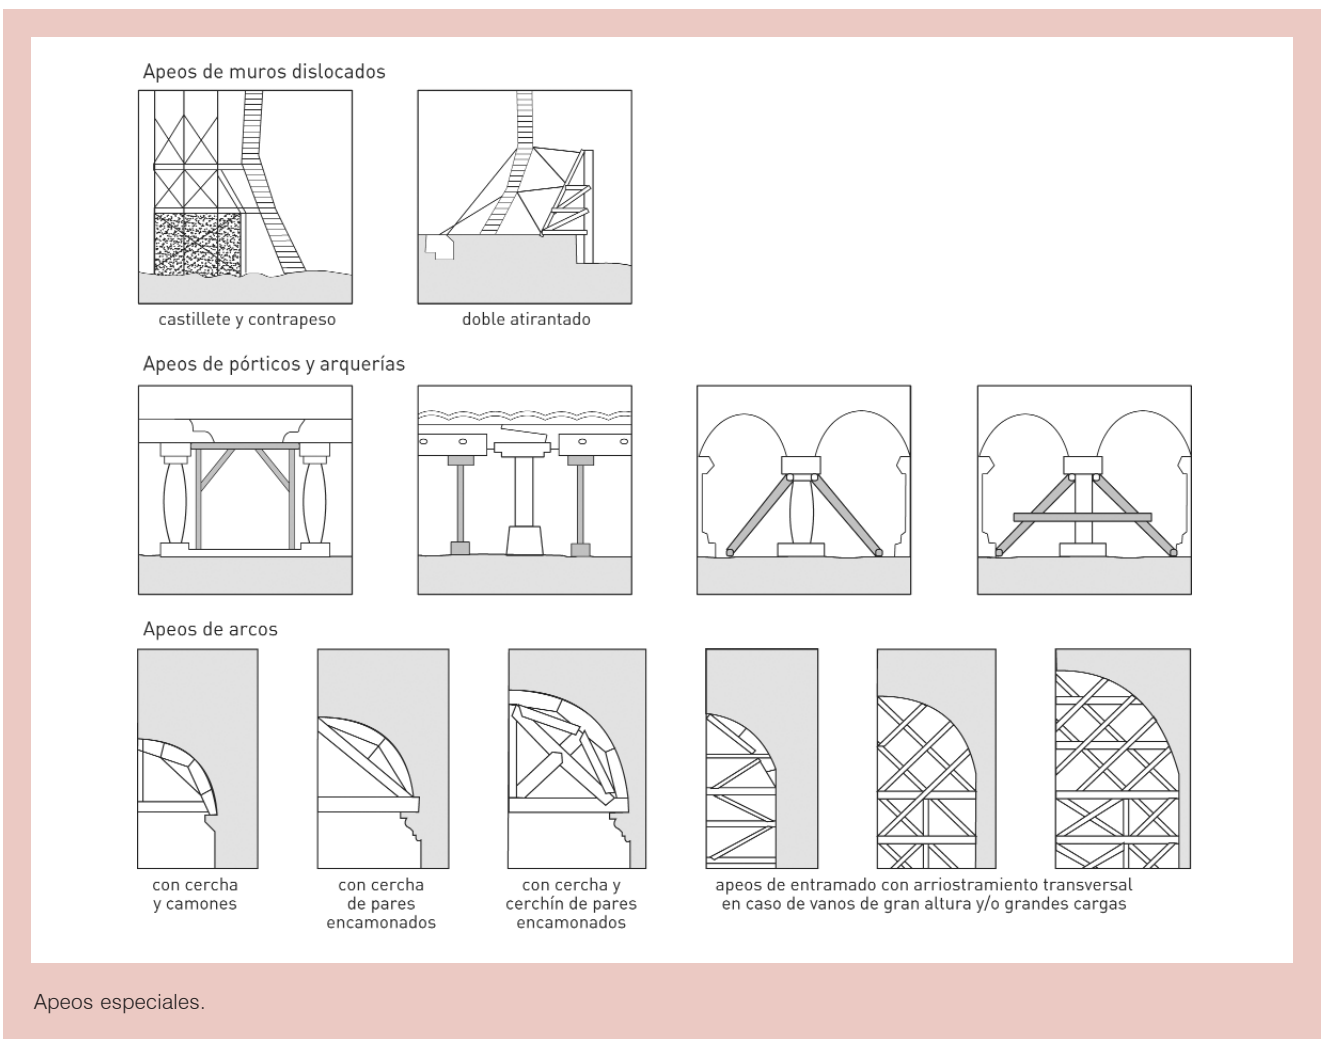 Apeos de muros dislocados
castillete y contrapeso
doble atirantado
Apeos de pórticos y arquerías
Apeos de arcos
con cercha
y camones
con cercha
de pares
encamonados
con cercha y
cerchín de pares
encamonados
apeos de entramado con arriostramiento transversal
en caso de vanos de gran altura y/o grandes cargas
Apeos especiales.